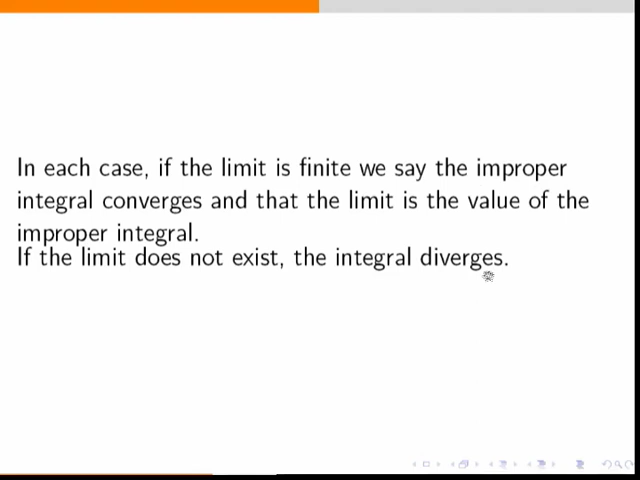 In each case, if the limit is finite we say the improper
integral converges and that the limit is the value of the
improper integral.
If the limit does not exist, the integral diverges.